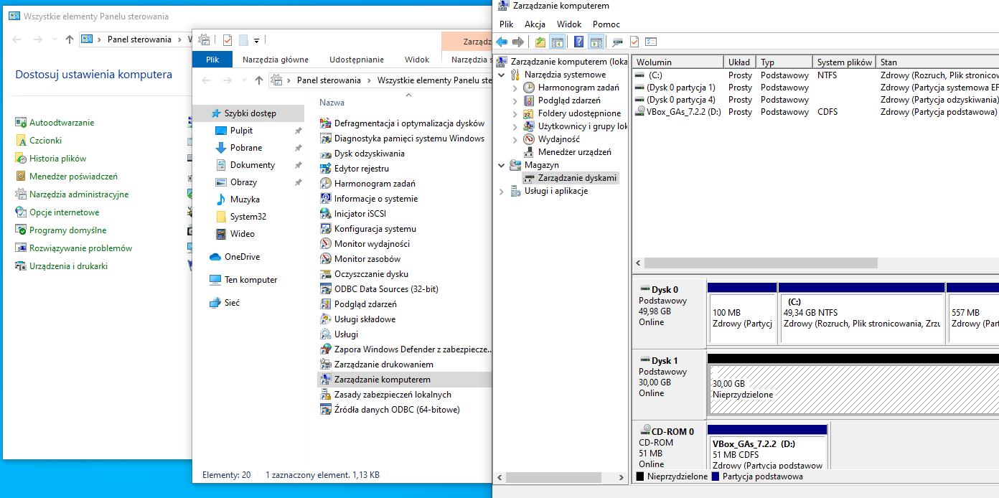 Wszystkie elementy Panelu sterowania
Panel sterowania
Dostosuj ustawienia komputera
Autoodtwarzanie
Czcionki
Historia plików
Menedżer poświadczeń
Narzędzia administracyjne
Opcje internetowe
Programy domyślne
Rozwiązywanie problemów
Urządzenia i drukarki
Zarządz
Plik
Narzędzia główne
Udostępnianie
Widok
Narzędzia s
Panel sterowania
Wszystkie elementy Panelu ste
Nazwa
Szybki dostęp
Pulpit
Pobrane
Dokumenty
Obrazy
Muzyka
System32
Wideo
OneDrive
Ten komputer
Sieć
Defragmentacja i optymalizacja dysków
Diagnostyka pamięci systemu Windows
Dysk odzyskiwania
Edytor rejestru
Harmonogram zadań
Informacje o systemie
Inicjator iSCSI
Konfiguracja systemu
Monitor wydajności
Monitor zasobów
Oczyszczanie dysku
ODBC Data Sources (32-bit)
Podgląd zdarzeń
Usługi składowe
Usługi
Zapora Windows Defender z zabezpiecze...
Zarządzanie drukowaniem
Zarządzanie komputerem
Zasady zabezpieczeń lokalnych
Źródła danych ODBC (64-bitowe)
Elementy: 20
1 zaznaczony element. 1,13 KB
Zarządzanie komputerem
Plik Akcja Widok Pomoc
Zarządzanie komputerem (loka
Narzędzia systemowe
Harmonogram zadań
Podgląd zdarzeń
Foldery udostępnione
Użytkownicy i grupy lok
Wydajność
Menedżer urządzeń
Magazyn
Zarządzanie dyskami
Usługi i aplikacje
Wolumin Układ Typ System plików Stan
(C:) Prosty Podstawowy NTFS Zdrowy (Rozruch, Plik stronicow
(Dysk 0 partycja 1) Prosty Podstawowy Zdrowy (Partycja systemowa EF
(Dysk 0 partycja 4) Prosty Podstawowy Zdrowy (Partycja odzyskiwania)
VBox_GAs_7.2.2 (D:) Prosty Podstawowy CDFS Zdrowy (Partycja podstawowa)
Dysk 0
Podstawowy
49,98 GB
Online
100 MB
Zdrowy (Partycj
(C:)
49,34 GB NTFS
Zdrowy (Rozruch, Plik stronicowania, Zrzu
557 MB
Zdrowy (Part
Dysk 1
Podstawowy
30,00 GB
Online
30,00 GB
Nieprzydzielone
CD-ROM 0
CD-ROM
51 MB
Online
VBox_GAs_7.2.2 (D:)
51 MB CDFS
Zdrowy (Partycja podstawow
Nieprzydzielone
Partycja podstawowa